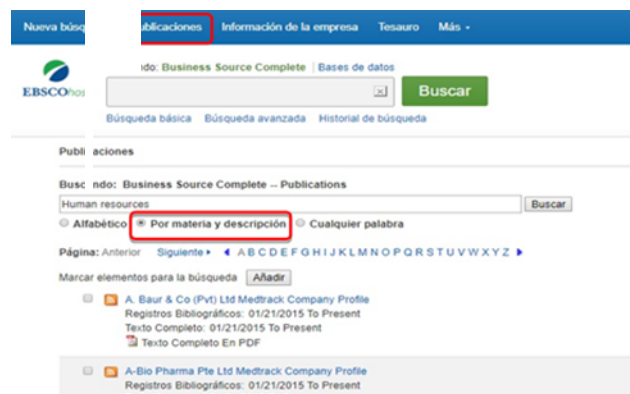 Nueva búsq ublicaciones Información de la empresa Tesauro Más
do: Business Source Complete | Bases de datos
EBSCOhos
Buscar
Búsqueda básica Búsqueda avanzada Historial de búsqueda
Publi aciones
Busc ndo: Business Source Complete -- Publications
Human resources Buscar
Alfabético Por materia y descripción Cualquier palabra
Página: Anterior Siguiente A B C D E F G H I J K L M N O P Q R S T U V W X Y Z
Marcar elementos para la búsqueda Añadir
A. Baur & Co (Pvt) Ltd Medtrack Company Profile
Registros Bibliográficos: 01/21/2015 To Present
Texto Completo: 01/21/2015 To Present
Texto Completo En PDF
A-Bio Pharma Pte Ltd Medtrack Company Profile
Registros Bibliográficos: 01/21/2015 To Present